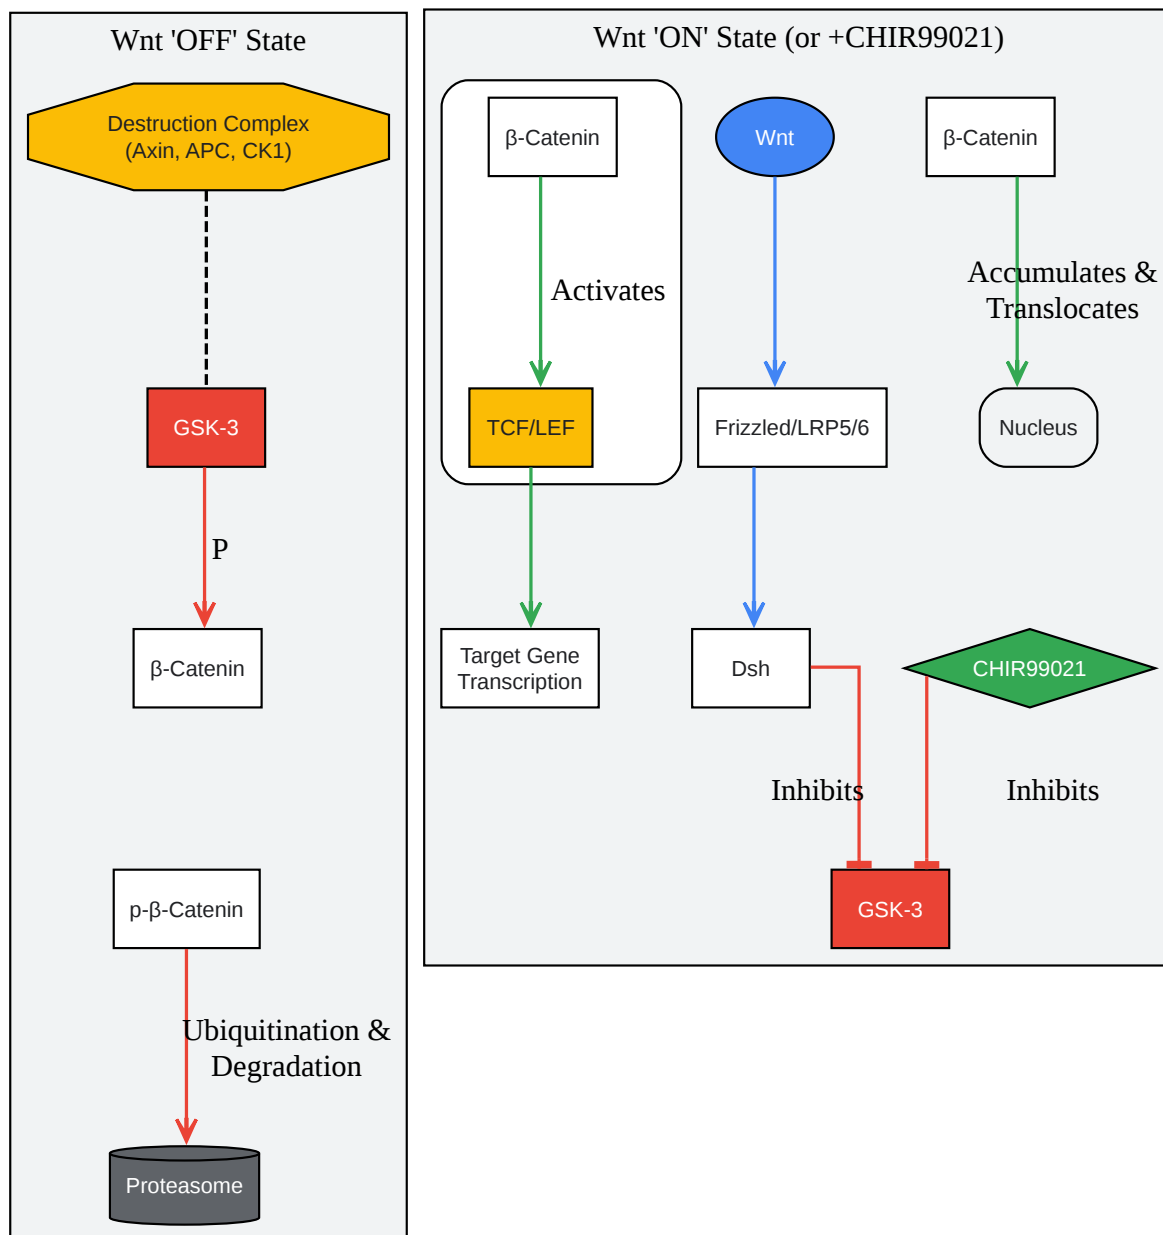 Wnt 'OFF' State
Destruction Complex
(Axin, APC, CK1)
GSK-3
P
β-Catenin
p-β-Catenin
Ubiquitination &
Degradation
Proteasome
Wnt 'ON' State (or +CHIR99021)
β-Catenin
Activates
TCF/LEF
Target Gene
Transcription
Wnt
Frizzled/LRP5/6
Dsh
Inhibits
β-Catenin
Accumulates &
Translocates
Nucleus
CHIR99021
Inhibits
GSK-3